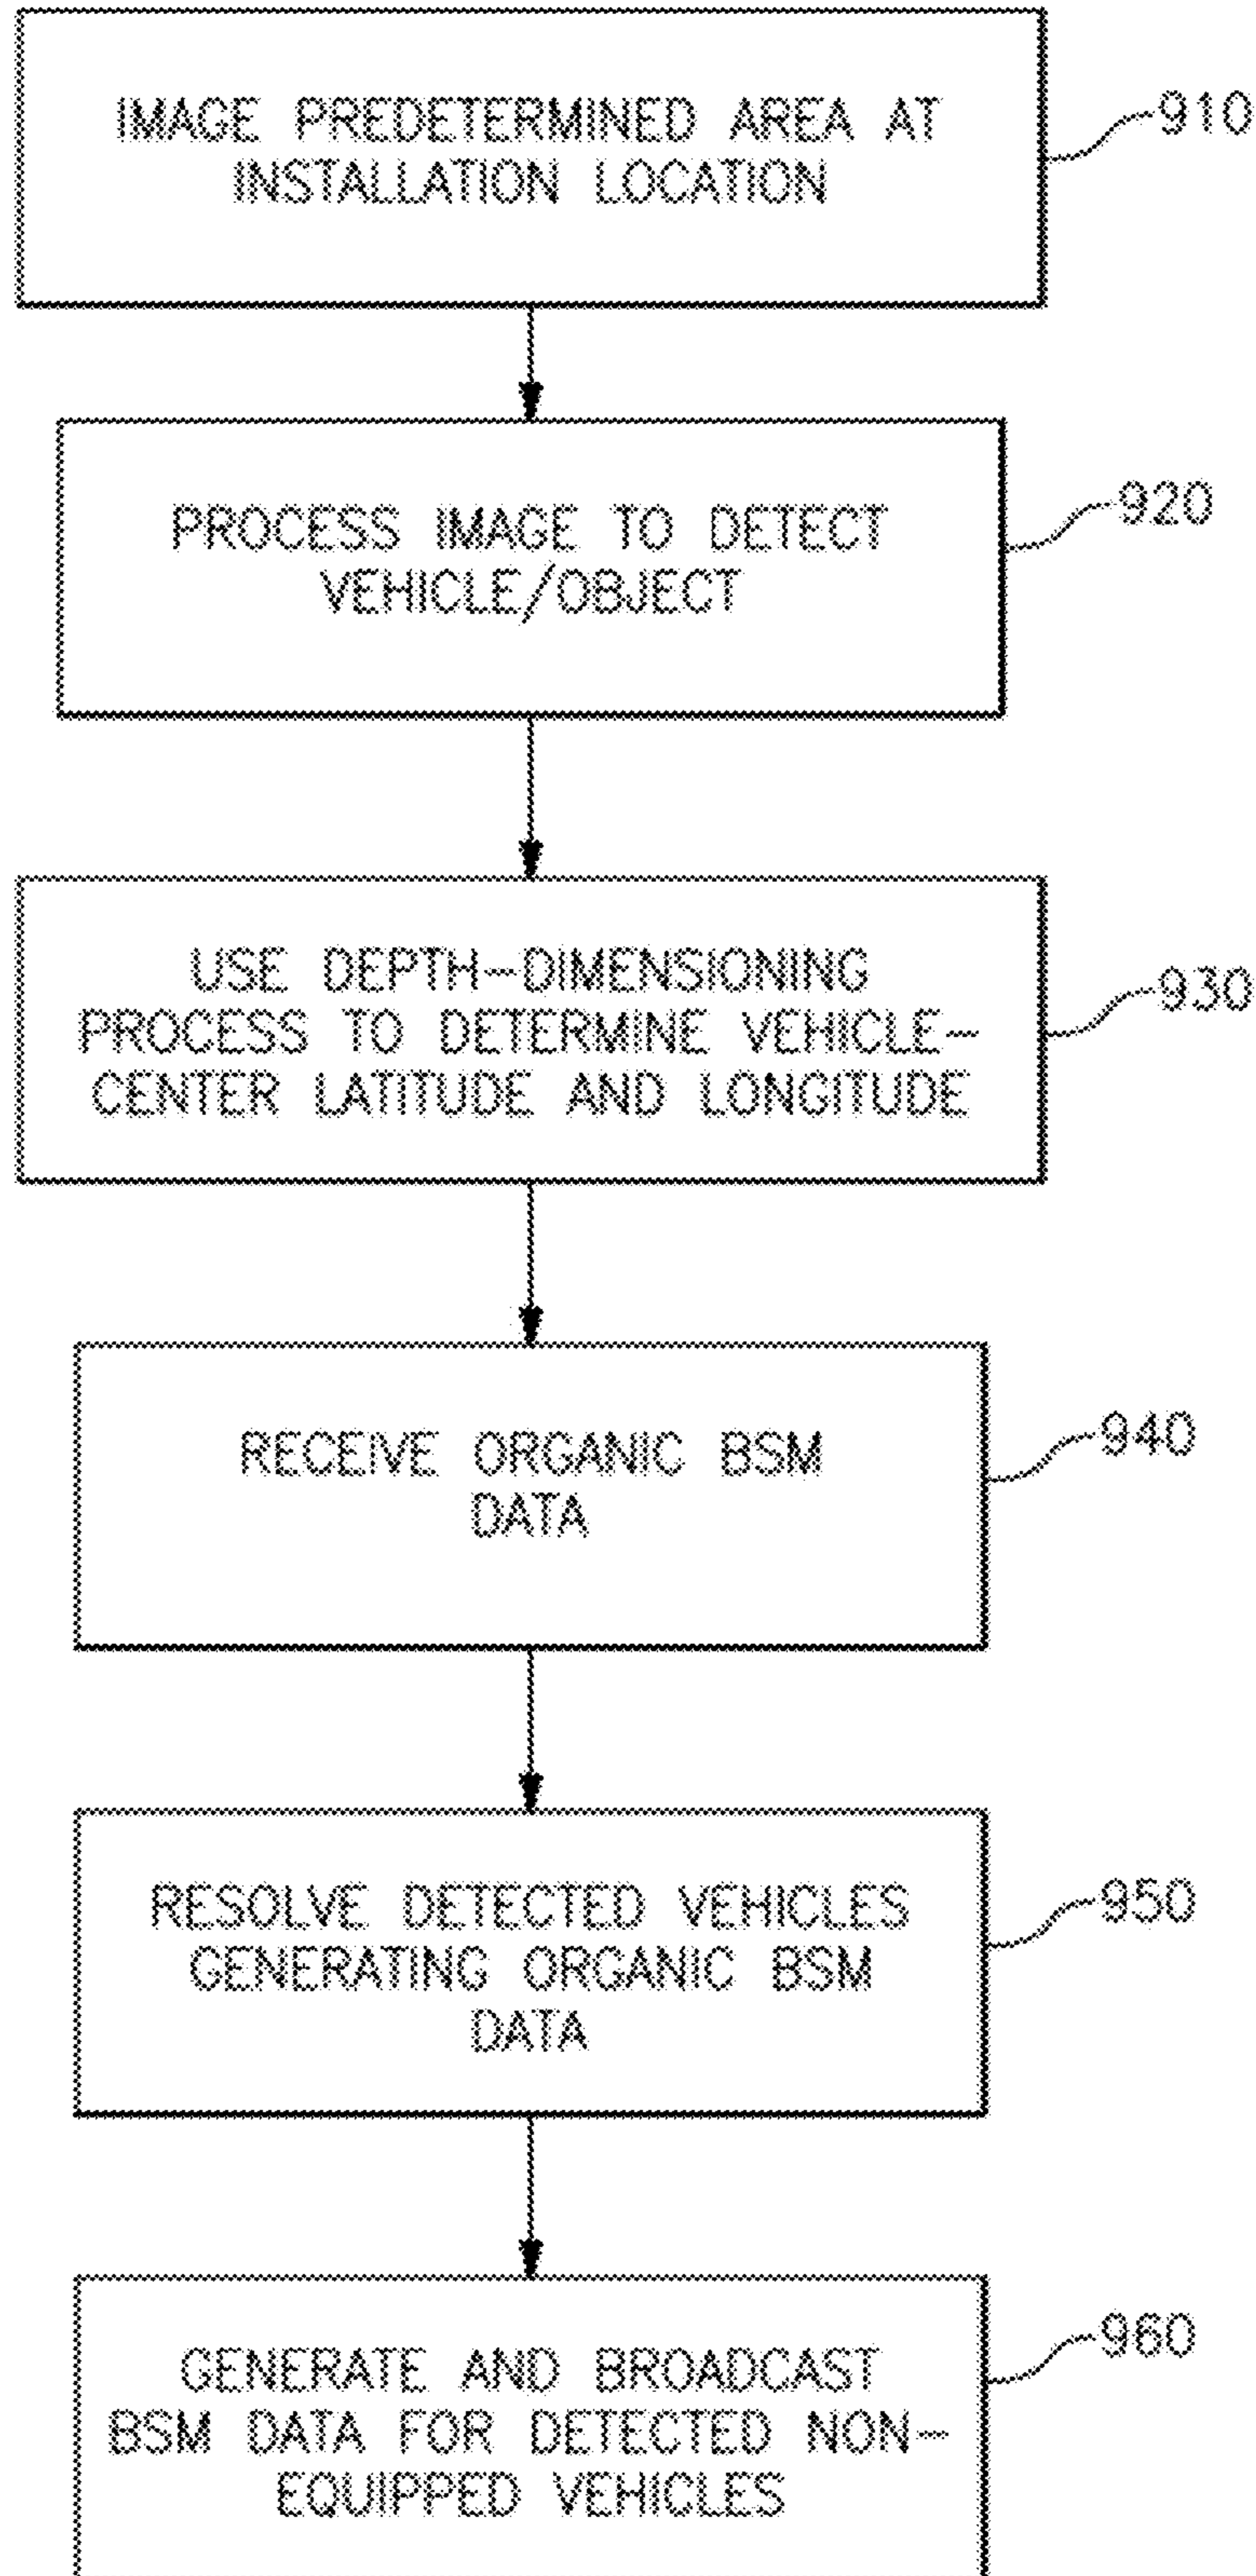 IMAGE PREDETERMINED AREA AT
INSTALLATION LOCATION
910
PROCESS IMAGE TO DETECT
VEHICLE/OBJECT
920
USE DEPTH-DIMENSIONING
PROCESS TO DETERMINE VEHICLE-
CENTER LATITUDE AND LONGITUDE
930
RECEIVE ORGANIC BSM
DATA
940
RESOLVE DETECTED VEHICLES
GENERATING ORGANIC BSM
DATA
950
GENERATE AND BROADCAST
BSM DATA FOR DETECTED NON-
EQUIPPED VEHICLES
960